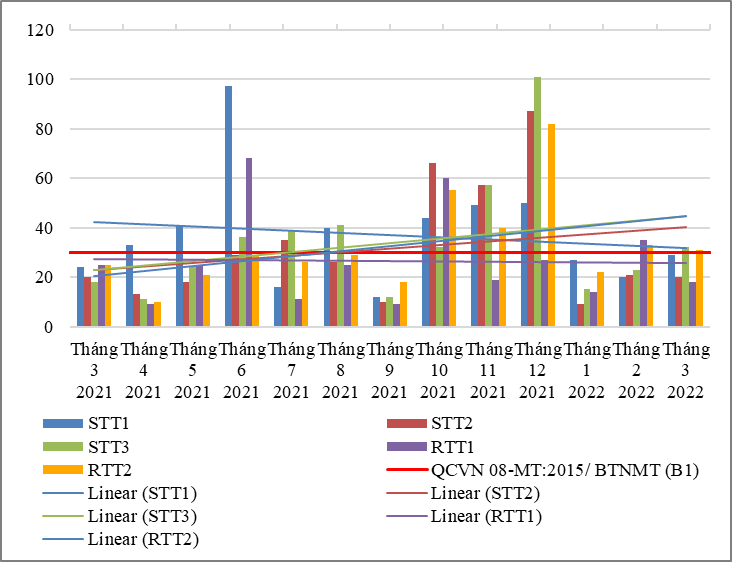 120
100
80
60
40
20
0
Tháng Tháng Tháng Tháng Tháng Tháng Tháng Tháng Tháng Tháng Tháng Tháng Tháng
3 4 5 6 7 8 9 10 11 12 1 2 3
2021 2021 2021 2021 2021 2021 2021 2021 2021 2021 2022 2022 2022
STT1 STT2
STT3 RTT1
RTT2 QCVN 08-MT:2015/ BTNMT (B1)
Linear (STT1) Linear (STT2)
Linear (STT3) Linear (RTT1)
Linear (RTT2)